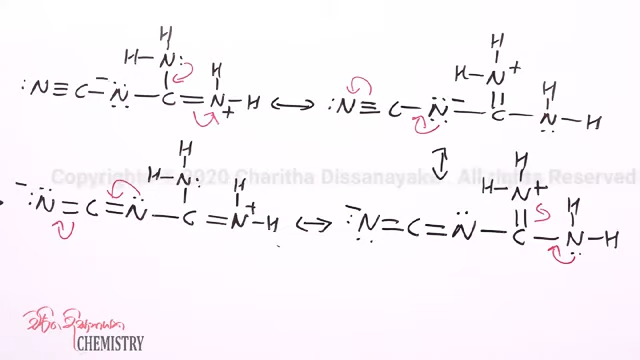 H
H–N:
H
:N≡C–N̈⁻–C=N⁺–H ↔
H
H–N⁺
H
:N≡C–N̈⁻–C–N̈–H
Copyright © 2020 Charitha Dissanayake. All rights Reserved
H
H–N:
H
⁻N̈=C=N̈–C=N⁺–H ↔
H
H–N⁺
H
⁻N̈=C=N̈–C–N̈–H
CHEMISTRY